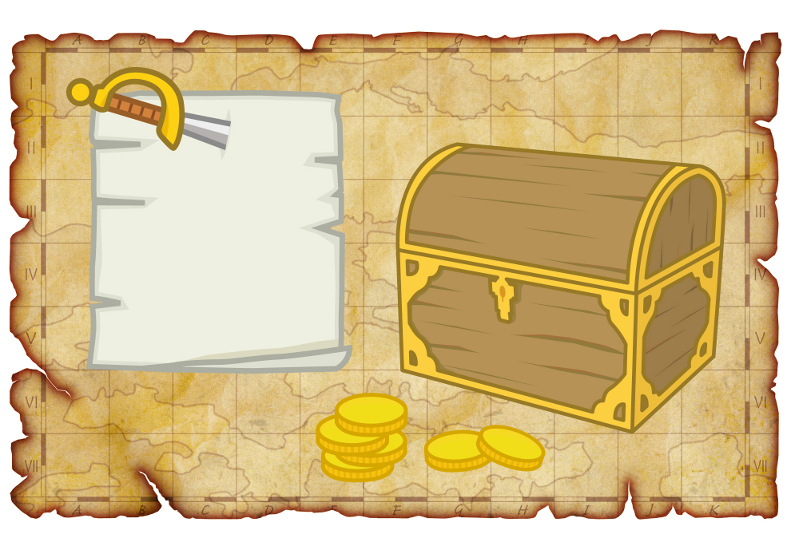 A B C D E F G H I J K
I I
II II
III III
IV IV
V V
VI VI
VII VII
A B C D F G H I J K